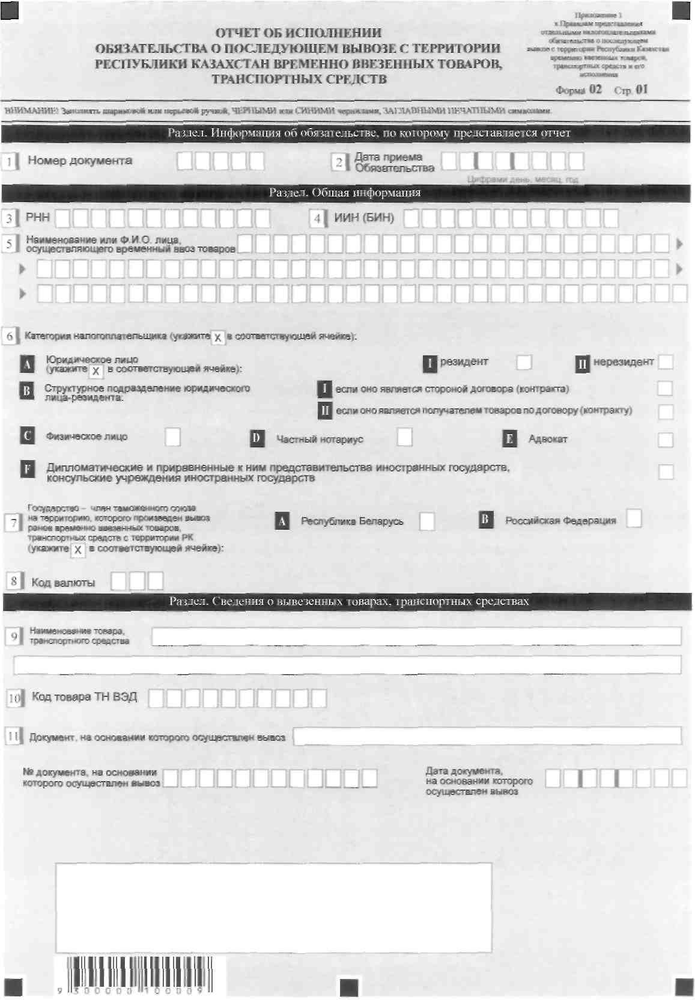 Приложение 1
к Правилам представления
отдельными налогоплательщиками
обязательства о последующем
вывозе с территории Республики Казахстан
временно ввезенных товаров,
транспортных средств и его
исполнения
Форма 02 Стр. 01
ОТЧЕТ ОБ ИСПОЛНЕНИИ
ОБЯЗАТЕЛЬСТВА О ПОСЛЕДУЮЩЕМ ВЫВОЗЕ С ТЕРРИТОРИИ
РЕСПУБЛИКИ КАЗАХСТАН ВРЕМЕННО ВВЕЗЕННЫХ ТОВАРОВ,
ТРАНСПОРТНЫХ СРЕДСТВ
ВНИМАНИЕ! Заполнять шариковой или перьевой ручкой, ЧЕРНЫМИ или СИНИМИ чернилами, ЗАГЛАВНЫМИ ПЕЧАТНЫМИ символами.
Раздел. Информация об обязательстве, по которому представляется отчет
1 Номер документа
2 Дата приема
Обязательства
Цифрами день, месяц, год
Раздел. Общая информация
3 РНН
4 ИИН (БИН)
5 Наименование или Ф.И.О. лица,
осуществляющего временный ввоз товаров
6 Категория налогоплательщика (укажите X в соответствующей ячейке):
A Юридическое лицо
(укажите X в соответствующей ячейке):
I резидент
II нерезидент
B Структурное подразделение юридического
лица-резидента:
I если оно является стороной договора (контракта)
II если оно является получателем товаров по договору (контракту)
C Физическое лицо
D Частный нотариус
E Адвокат
F Дипломатические и приравненные к ним представительства иностранных государств,
консульские учреждения иностранных государств
7 Государство – член таможенного союза
на территорию, которого произведен вывоз
ранее временно ввезенных товаров,
транспортных средств с территории РК
(укажите X в соответствующей ячейке):
A Республика Беларусь
B Российская Федерация
8 Код валюты
Раздел. Сведения о вывезенных товарах, транспортных средствах
9 Наименование товара,
транспортного средства
10 Код товара ТН ВЭД
11 Документ, на основании которого осуществлен вывоз
№ документа, на основании
которого осуществлен вывоз
Дата документа,
на основании которого
осуществлен вывоз
9 300000 100009